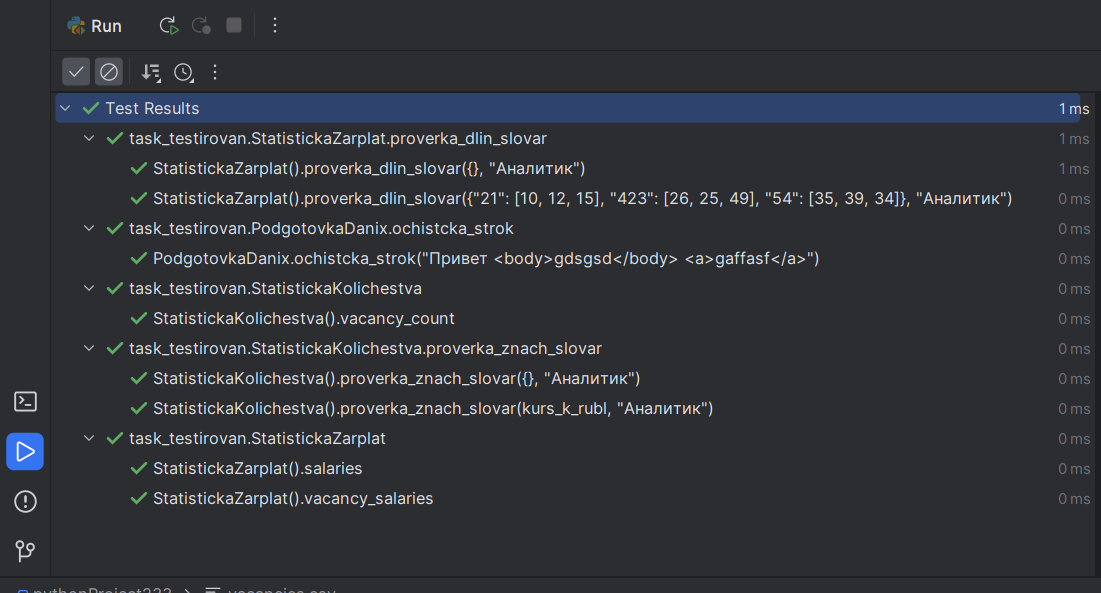 Run
Test Results 1 ms
task_testirovan.StatistickaZarplat.proverka_dlin_slovar 1 ms
StatistickaZarplat().proverka_dlin_slovar({}, "Аналитик") 1 ms
StatistickaZarplat().proverka_dlin_slovar({"21": [10, 12, 15], "423": [26, 25, 49], "54": [35, 39, 34]}, "Аналитик") 0 ms
task_testirovan.PodgotovkaDanix.ochistcka_strok 0 ms
PodgotovkaDanix.ochistcka_strok("Привет <body>gdsgsd</body> <a>gaffasf</a>") 0 ms
task_testirovan.StatistickaKolichestva 0 ms
StatistickaKolichestva().vacancy_count 0 ms
task_testirovan.StatistickaKolichestva.proverka_znach_slovar 0 ms
StatistickaKolichestva().proverka_znach_slovar({}, "Аналитик") 0 ms
StatistickaKolichestva().proverka_znach_slovar(kurs_k_rubl, "Аналитик") 0 ms
task_testirovan.StatistickaZarplat 0 ms
StatistickaZarplat().salaries 0 ms
StatistickaZarplat().vacancy_salaries 0 ms